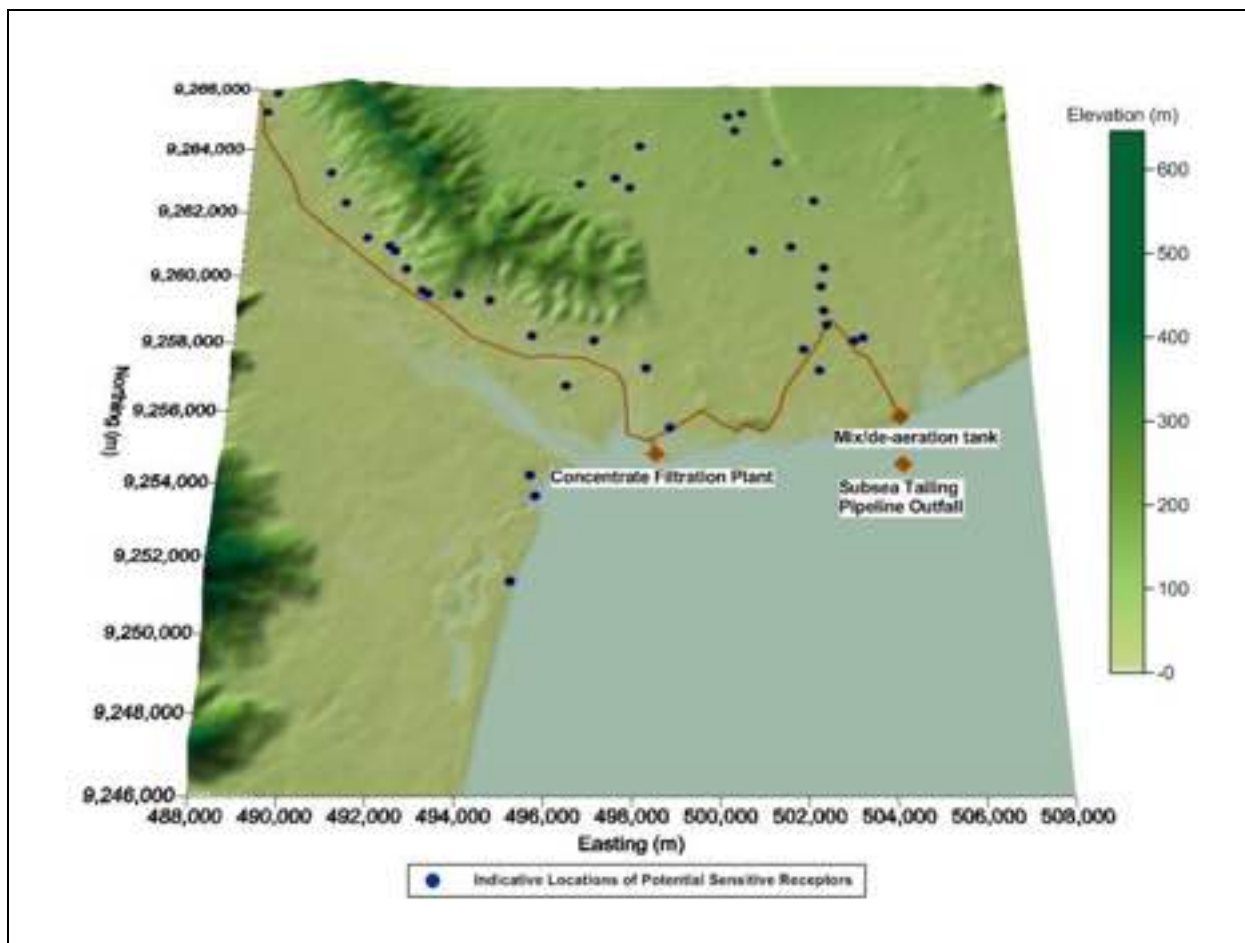 9,266,000
9,264,000
9,262,000
9,260,000
9,258,000
9,256,000
9,254,000
9,252,000
9,250,000
9,248,000
9,246,000
Northing (m)
488,000 490,000 492,000 494,000 496,000 498,000 500,000 502,000 504,000 506,000 508,000
Easting (m)
Mix/de-aeration tank
Concentrate Filtration Plant
Subsea Tailing
Pipeline Outfall
Elevation (m)
600
500
400
300
200
100
-0
Indicative Locations of Potential Sensitive Receptors